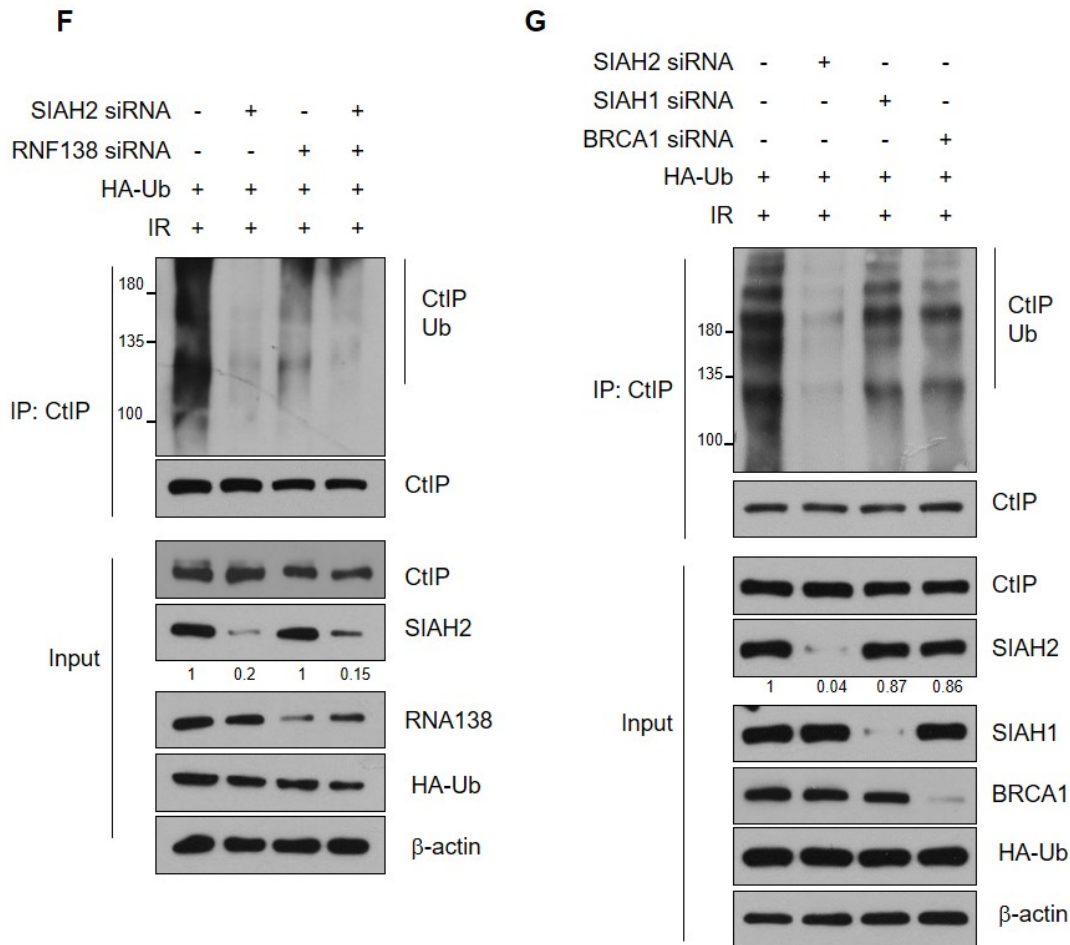 F
SIAH2 siRNA - + - +
RNF138 siRNA - - + +
HA-Ub + + + +
IR + + + +
180
135
100
CtIP
Ub
IP: CtIP
CtIP
CtIP
SIAH2
Input
1 0.2 1 0.15
RNA138
HA-Ub
β-actin
G
SIAH2 siRNA - + - -
SIAH1 siRNA - - + -
BRCA1 siRNA - - - +
HA-Ub + + + +
IR + + + +
180
135
100
CtIP
Ub
IP: CtIP
CtIP
CtIP
SIAH2
1 0.04 0.87 0.86
Input
SIAH1
BRCA1
HA-Ub
β-actin